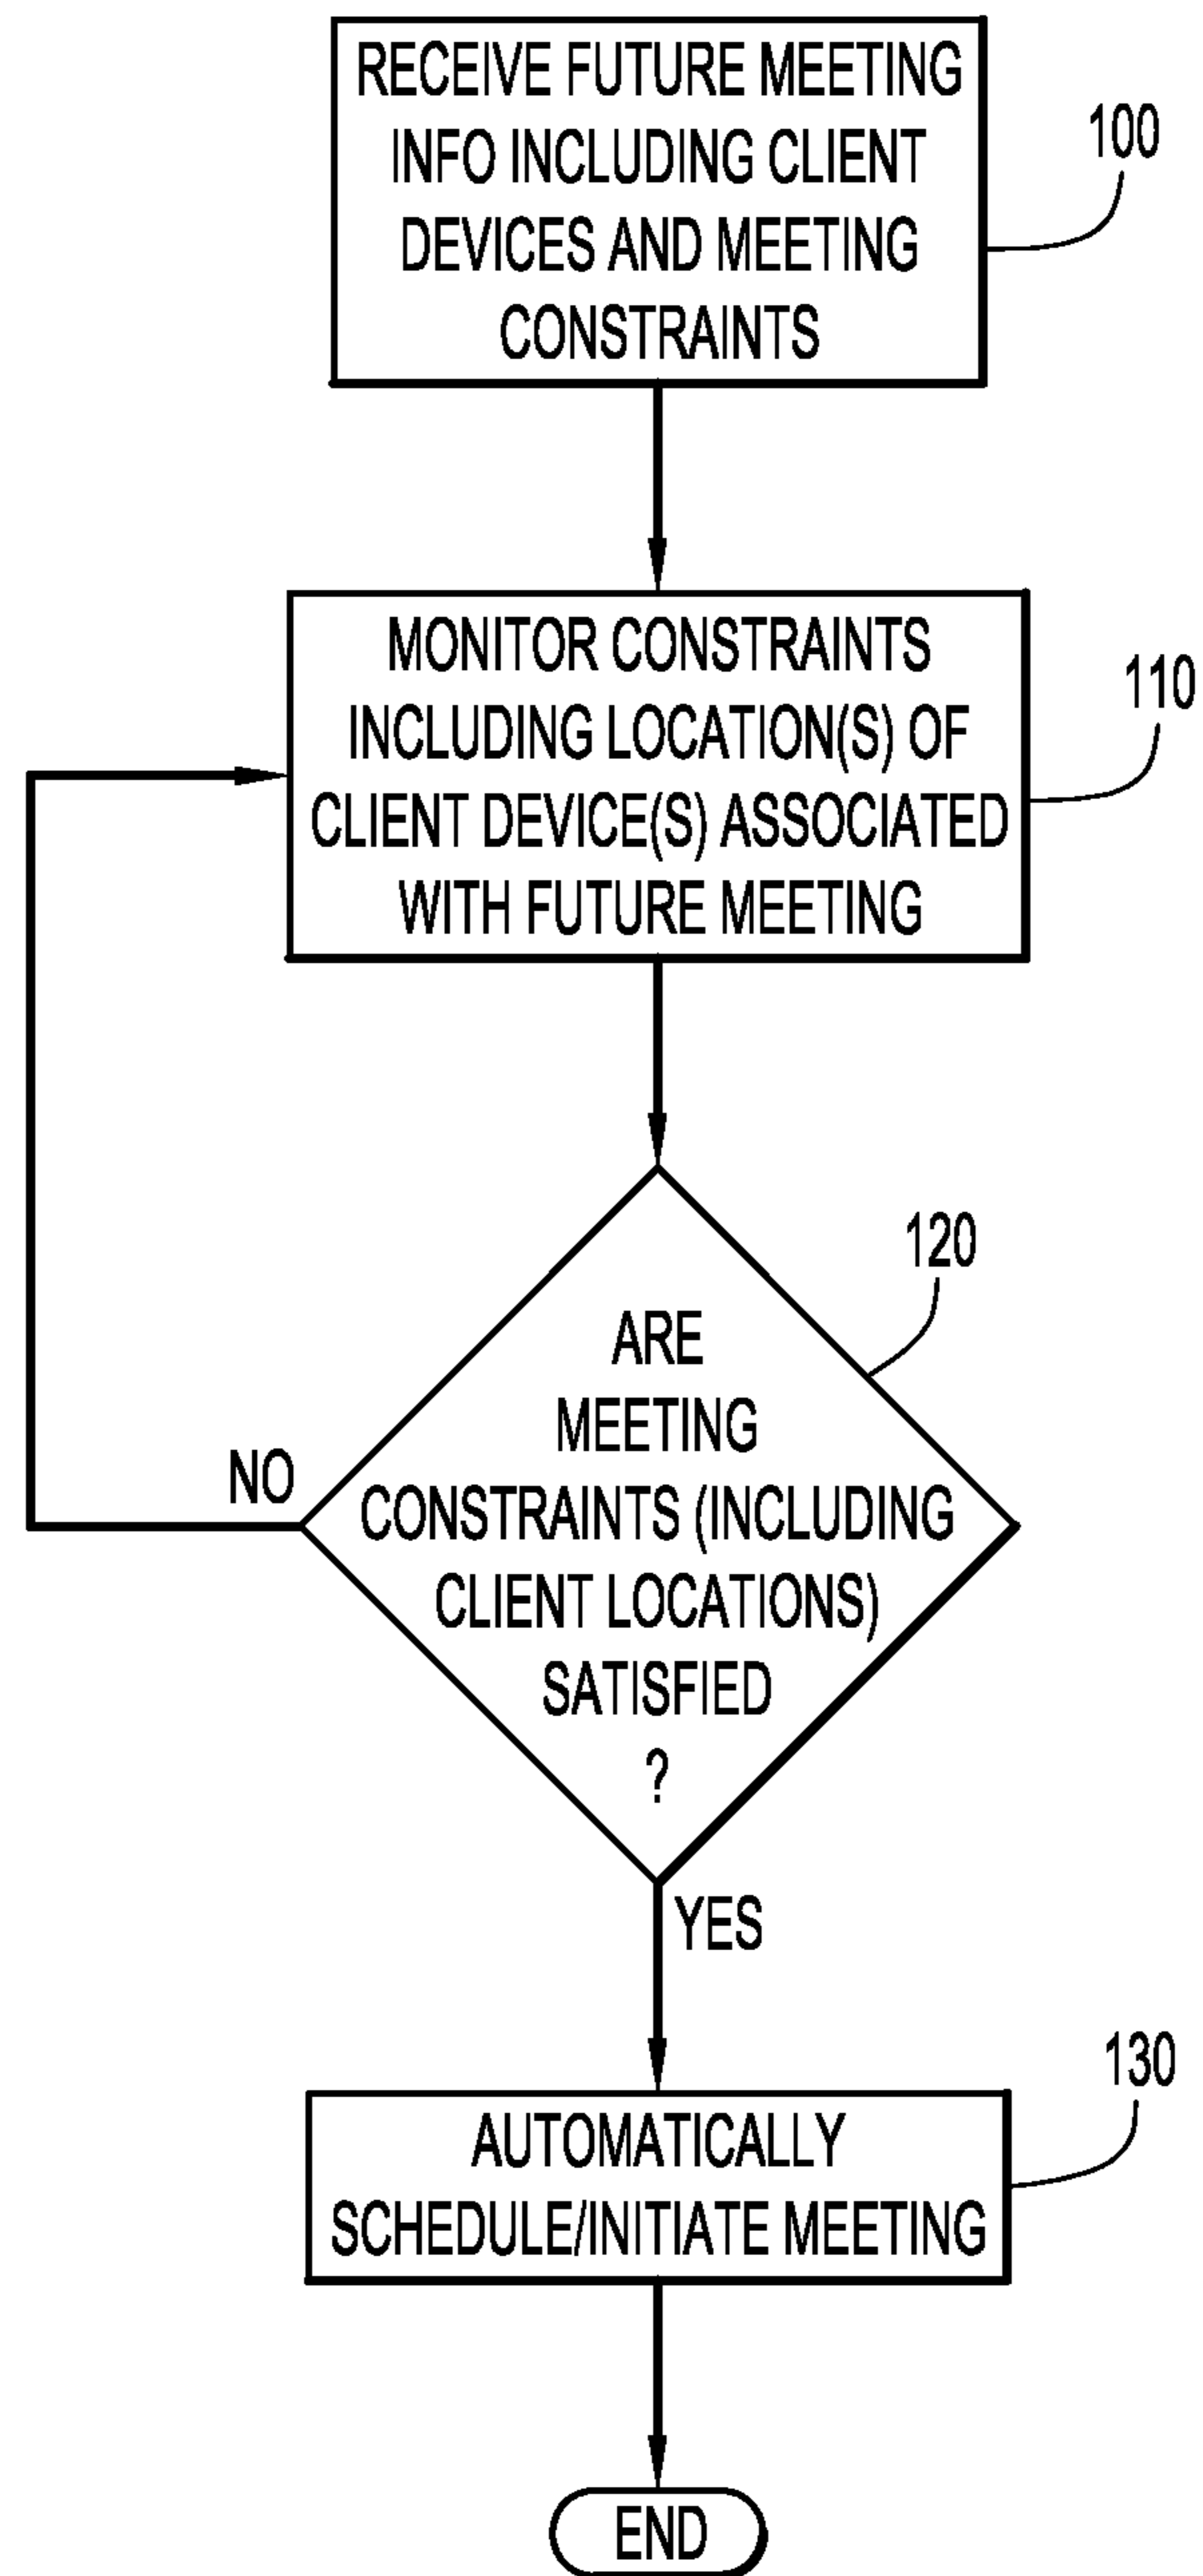 RECEIVE FUTURE MEETING
INFO INCLUDING CLIENT
DEVICES AND MEETING
CONSTRAINTS
100
MONITOR CONSTRAINTS
INCLUDING LOCATION(S) OF
CLIENT DEVICE(S) ASSOCIATED
WITH FUTURE MEETING
110
120
ARE
MEETING
CONSTRAINTS (INCLUDING
CLIENT LOCATIONS)
SATISFIED
?
NO
YES
130
AUTOMATICALLY
SCHEDULE/INITIATE MEETING
END